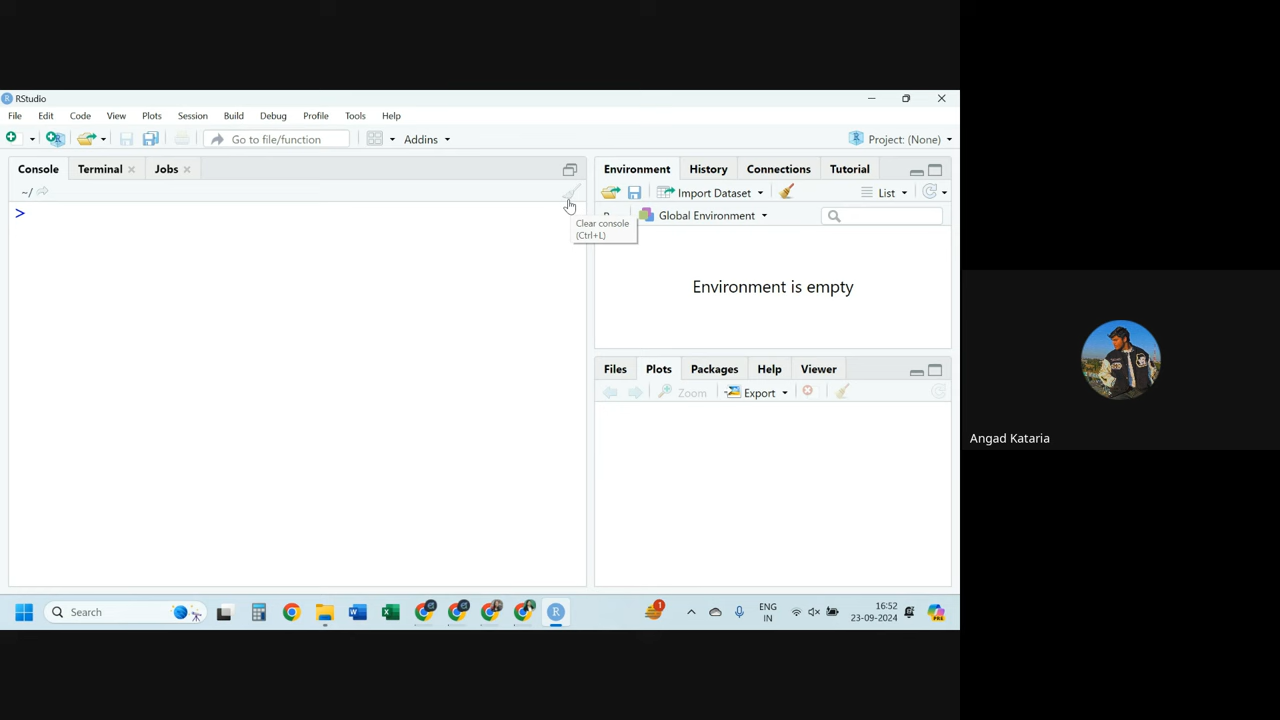 RStudio
File Edit Code View Plots Session Build Debug Profile Tools Help
Go to file/function Addins Project: (None)
Console Terminal Jobs
~/
>
Clear console
(Ctrl+L)
Environment History Connections Tutorial
Import Dataset List
Global Environment
Environment is empty
Files Plots Packages Help Viewer
Zoom Export
Angad Kataria
Search
1
ENG
IN
16:52
23-09-2024